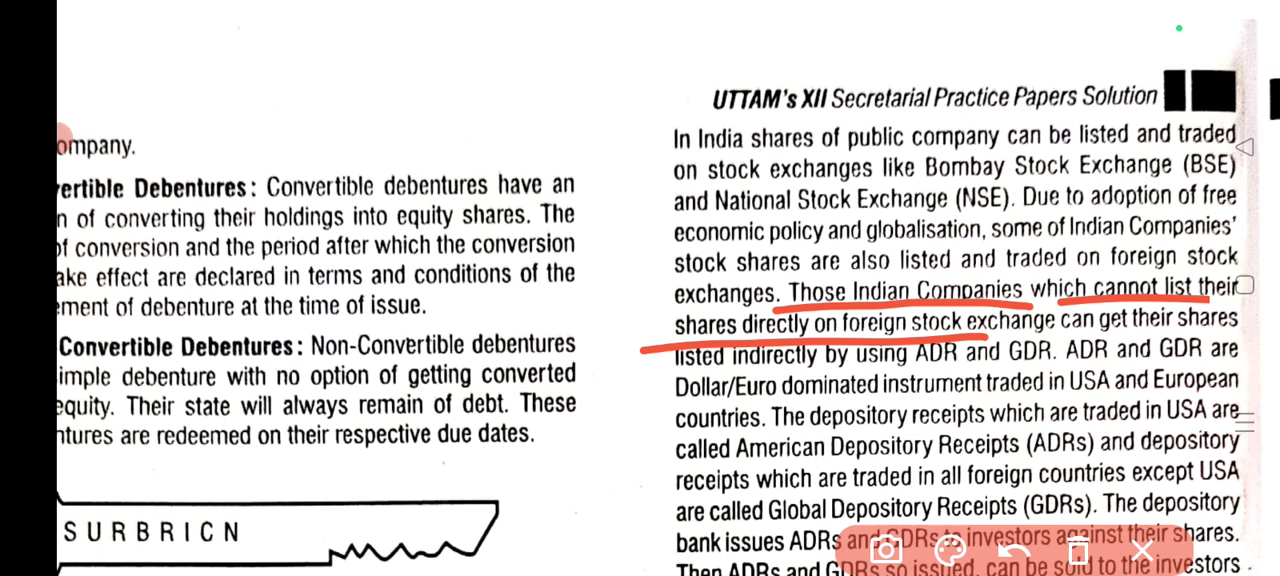 ompany.
ertible Debentures : Convertible debentures have an
n of converting their holdings into equity shares. The
of conversion and the period after which the conversion
ake effect are declared in terms and conditions of the
ment of debenture at the time of issue.
Convertible Debentures : Non-Convertible debentures
imple debenture with no option of getting converted
equity. Their state will always remain of debt. These
ntures are redeemed on their respective due dates.
SURBRICN
UTTAM's XII Secretarial Practice Papers Solution
In India shares of public company can be listed and traded
on stock exchanges like Bombay Stock Exchange (BSE)
and National Stock Exchange (NSE). Due to adoption of free
economic policy and globalisation, some of Indian Companies'
stock shares are also listed and traded on foreign stock
exchanges. Those Indian Companies which cannot list their
shares directly on foreign stock exchange can get their shares
listed indirectly by using ADR and GDR. ADR and GDR are
Dollar/Euro dominated instrument traded in USA and European
countries. The depository receipts which are traded in USA are
called American Depository Receipts (ADRs) and depository
receipts which are traded in all foreign countries except USA
are called Global Depository Receipts (GDRs). The depository
bank issues ADRs and GDRs to investors against their shares.
Then ADRs and GDRs so issued, can be sold to the investors